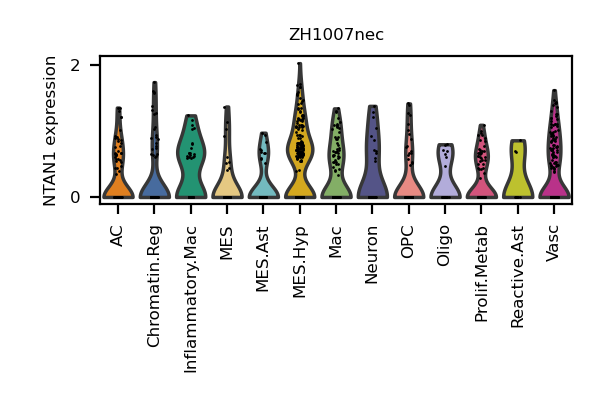 ZH1007nec
NTAN1 expression
2
0
AC
Chromatin.Reg
Inflammatory.Mac
MES
MES.Ast
MES.Hyp
Mac
Neuron
OPC
Oligo
Prolif.Metab
Reactive.Ast
Vasc